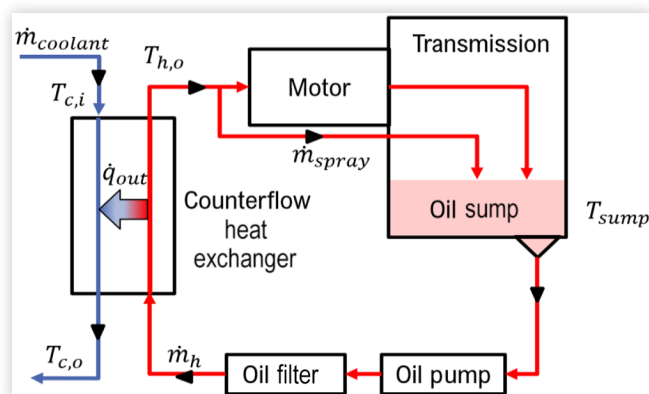 ṁcoolant
Th,o
Transmission
Motor
Tc,i
ṁspray
q̇out
Counterflow
heat
exchanger
Oil sump
Tsump
Tc,o
ṁh
Oil filter
Oil pump